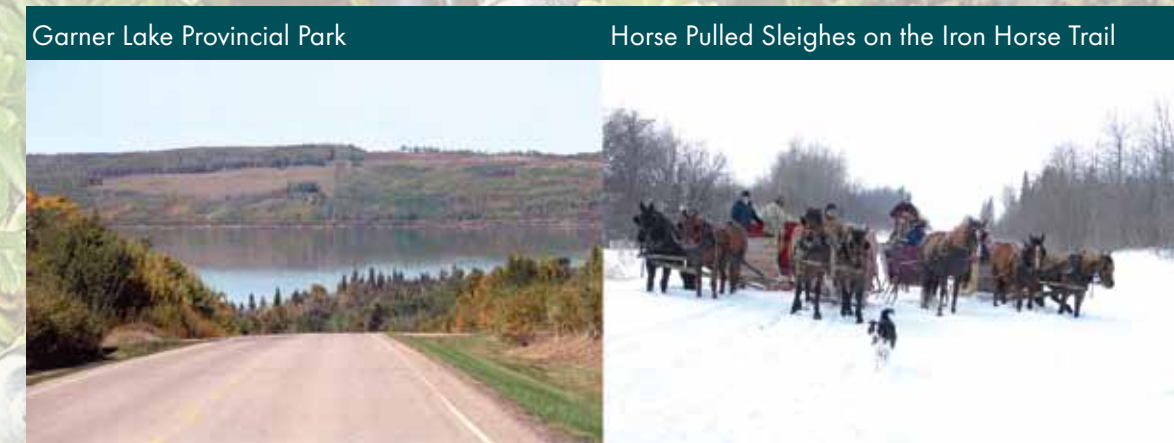 Garner Lake Provincial Park
Horse Pulled Sleighes on the Iron Horse Trail